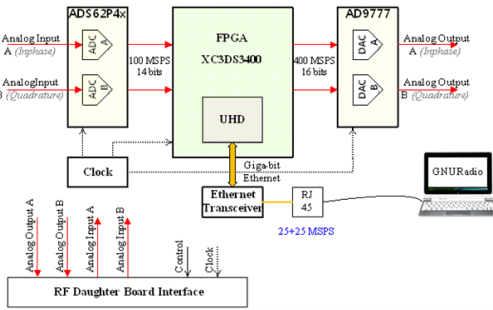 ADS62P4x
AD9777
FPGA
XC3DS3400
Analog Input
A (Inphase)
ADC
A
100 MSPS
14 bits
400 MSPS
16 bits
DAC
A
Analog Output
A (Inphase)
AnalogInput
B (Quadrature)
ADC
B
DAC
B
Analog Output
B (Quadrature)
UHD
Clock
Giga-bit
Ethernet
GNURadio
Ethernet
Transceiver
RJ
45
25+25 MSPS
Analog Output A
Analog Output B
Analog Input A
Analog Input B
Control
Clock
RF Daughter Board Interface